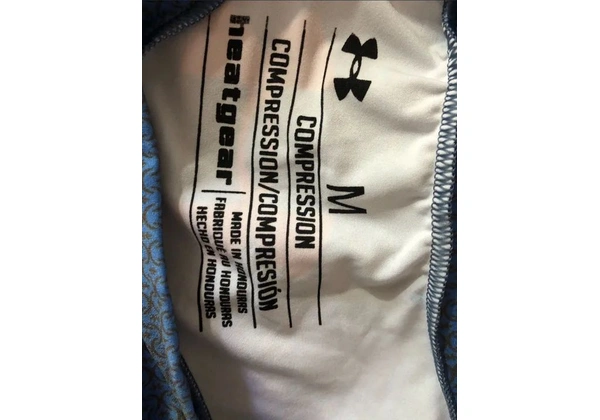 M
COMPRESSION
COMPRESSION/COMPRESIÓN
heatgear
MADE IN HONDURAS
FABRIQUÉ AU HONDURAS
HECHO EN HONDURAS